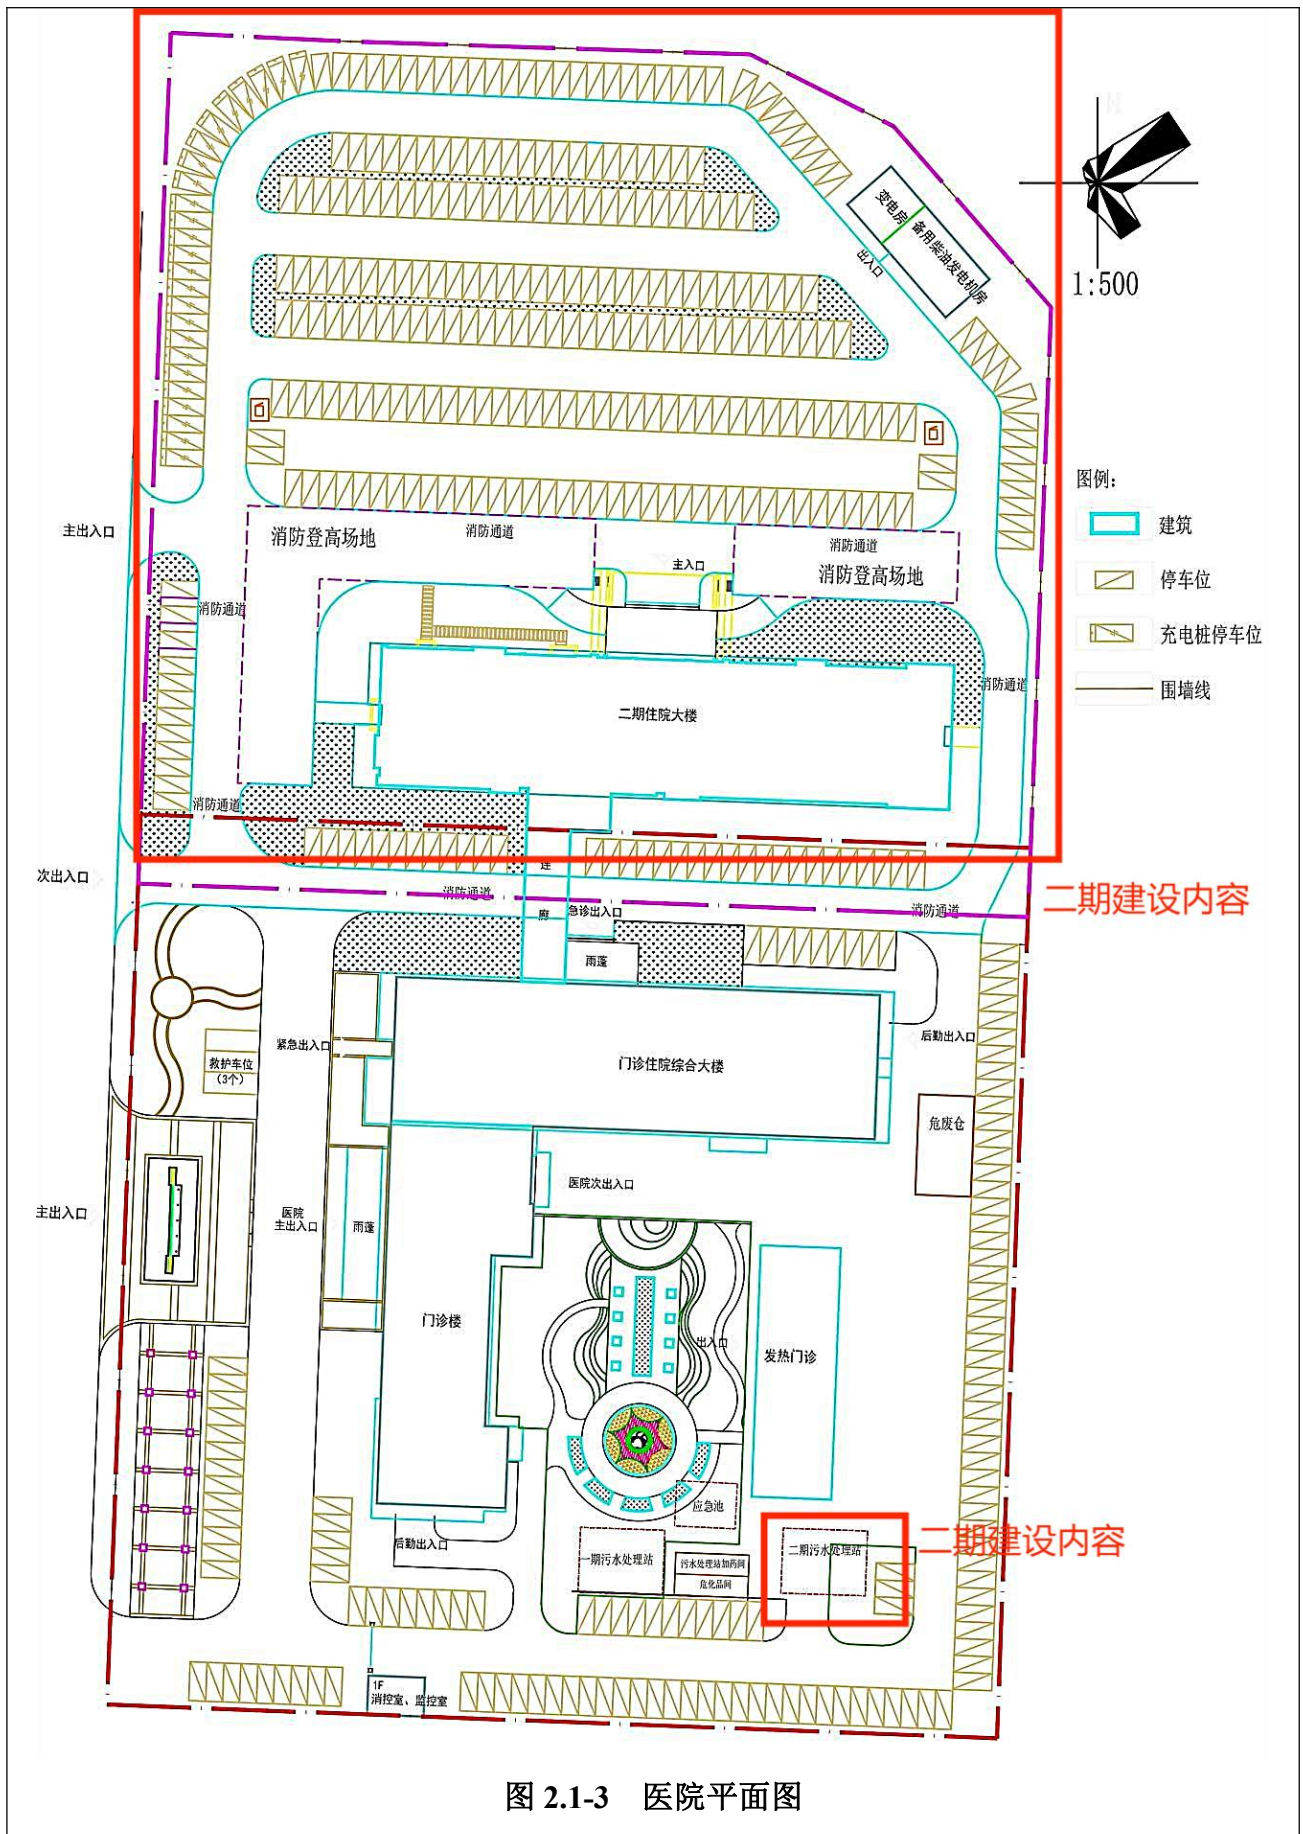 变电房
备用柴油发电机房
出入口
1:500
图例：
建筑
停车位
充电桩停车位
围墙线
主出入口
消防登高场地
消防通道
主入口
消防通道
消防登高场地
消防通道
消防通道
二期住院大楼
消防通道
次出入口
连
廊
消防通道
急诊出入口
消防通道
二期建设内容
雨蓬
紧急出入口
救护车位
（3个）
门诊住院综合大楼
后勤出入口
危废仓
主出入口
医院
主出入口
雨蓬
医院次出入口
门诊楼
出入口
发热门诊
应急池
后勤出入口
一期污水处理站
污水处理站加药间
危化品间
二期污水处理站
二期建设内容
1F
消控室、监控室
图 2.1-3 医院平面图